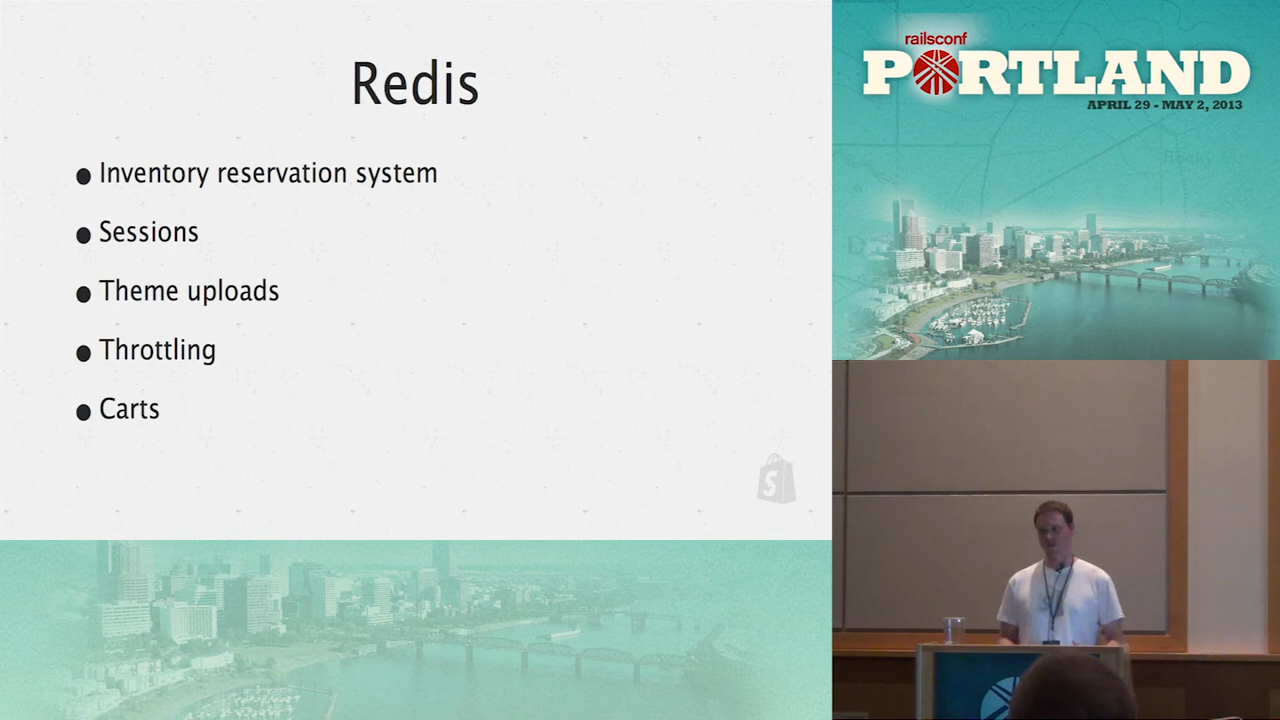 Redis
Inventory reservation system
Sessions
Theme uploads
Throttling
Carts
railsconf
PORTLAND
APRIL 29 - MAY 2, 2013